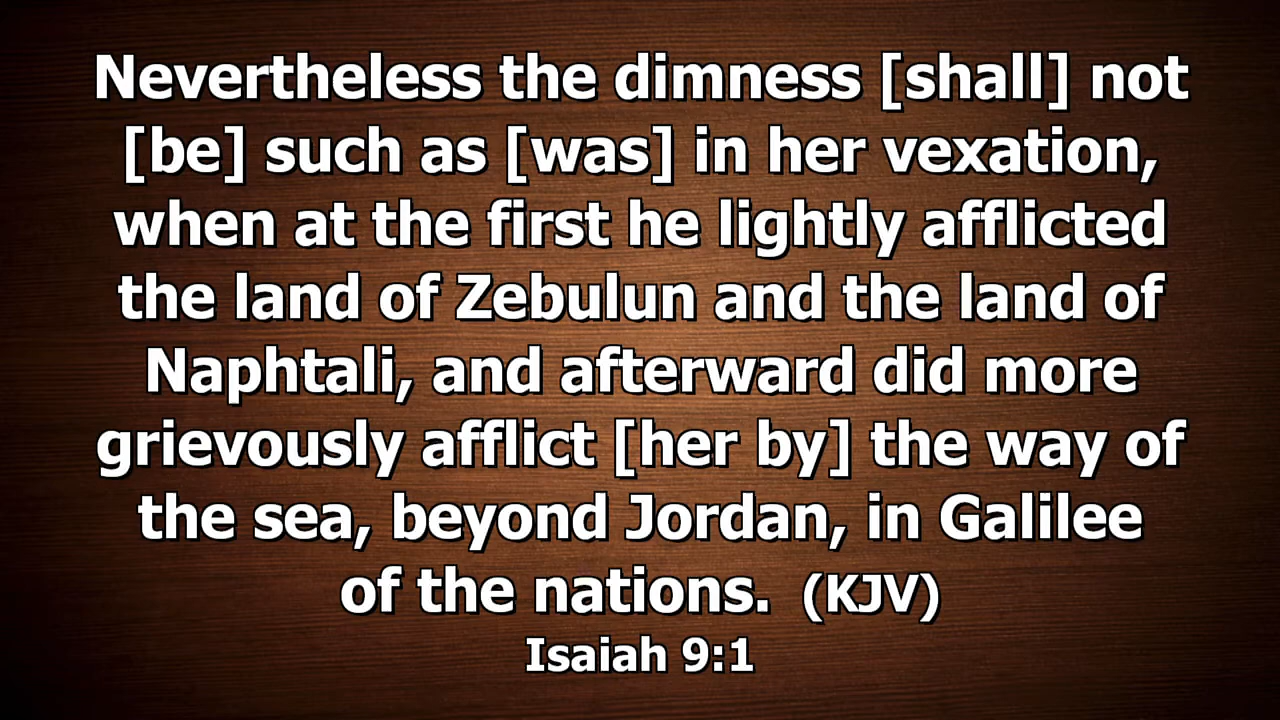 Nevertheless the dimness [shall] not
[be] such as [was] in her vexation,
when at the first he lightly afflicted
the land of Zebulun and the land of
Naphtali, and afterward did more
grievously afflict [her by] the way of
the sea, beyond Jordan, in Galilee
of the nations. (KJV)
Isaiah 9:1